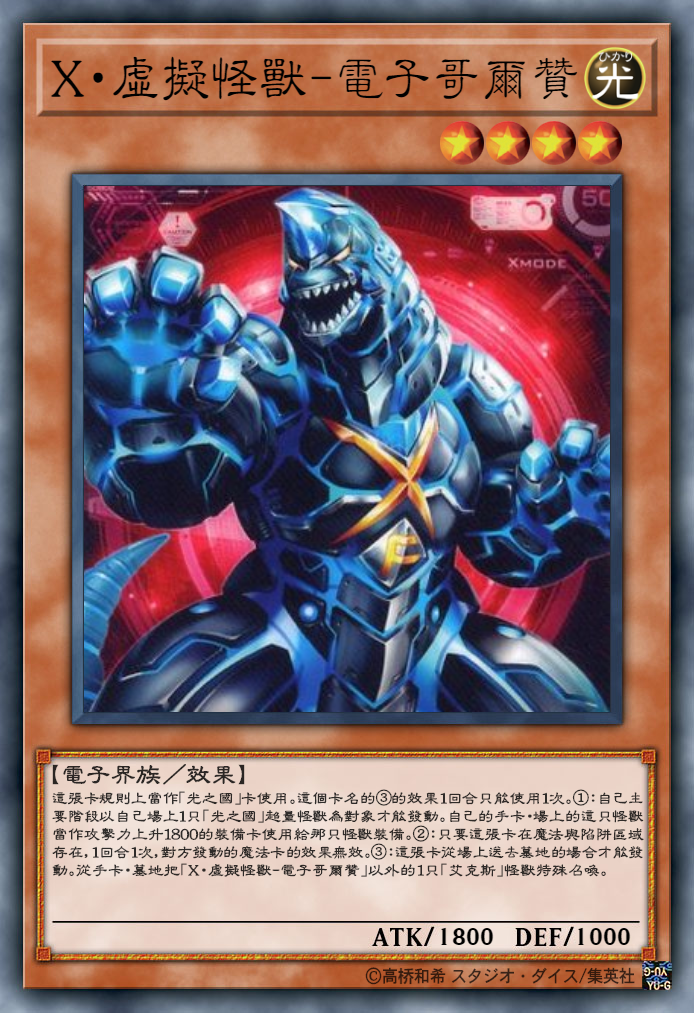 X・虛擬怪獸-電子哥爾贊
ひかり
光
CAUTION
50
XMODE
X
F
【電子界族/效果】
這張卡規則上當作「光之國」卡使用。這個卡名的③的效果1回合只能使用1次。①:自己主
要階段以自己場上1只「光之國」超量怪獸為對象才能發動。自己的手卡・場上的這只怪獸
當作攻擊力上升1800的裝備卡使用給那只怪獸裝備。②:只要這張卡在魔法與陷阱區域
存在,1回合1次,對方發動的魔法卡的效果無效。③:這張卡從場上送去墓地的場合才能發
動。從手卡・墓地把「X・虛擬怪獸-電子哥爾贊」以外的1只「艾克斯」怪獸特殊召喚。
ATK/1800 DEF/1000
©高桥和希 スタジオ・ダイス/集英社
YU-G